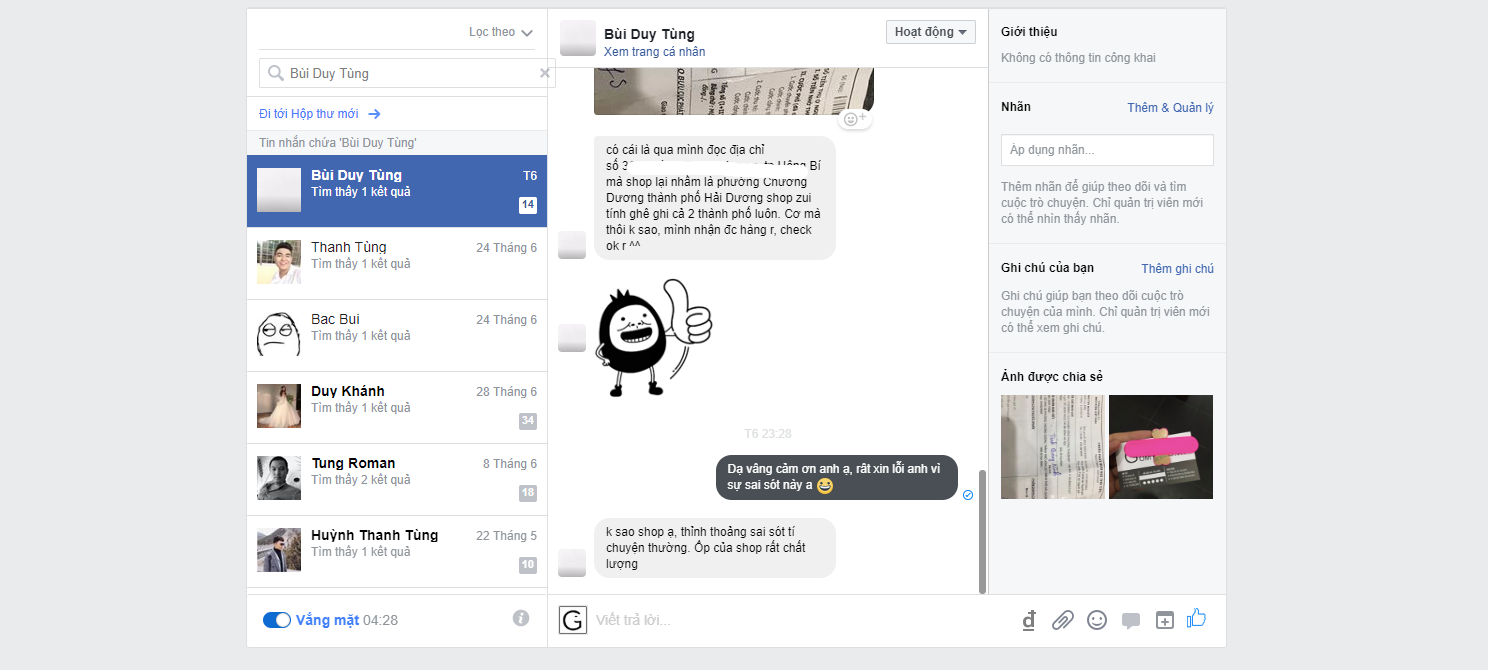 Lọc theo
Bùi Duy Tùng
Đi tới Hộp thư mới
Tin nhắn chứa 'Bùi Duy Tùng'
Bùi Duy Tùng
T6
Tìm thấy 1 kết quả
14
Thanh Tùng
24 Tháng 6
Tìm thấy 1 kết quả
Bac Bui
24 Tháng 6
Tìm thấy 1 kết quả
Duy Khánh
28 Tháng 6
Tìm thấy 1 kết quả
34
Tung Roman
8 Tháng 6
Tìm thấy 2 kết quả
18
Huỳnh Thanh Tùng
22 Tháng 5
Tìm thấy 1 kết quả
10
Vắng mặt 04:28
Bùi Duy Tùng
Xem trang cá nhân
Hoạt động
có cái là qua mình đọc địa chỉ
số
mà shop lại nhầm là phường Chương
Dương thành phố Hải Dương shop zui
tính ghê ghi cả 2 thành phố luôn. Cơ mà
thôi k sao, mình nhận đc hàng r, check
ok r ^^
T6 23:28
Dạ vâng cảm ơn anh ạ, rất xin lỗi anh vì
sự sai sót này a 😆
k sao shop ạ, thỉnh thoảng sai sót tí
chuyện thường. Ốp của shop rất chất
lượng
Viết trả lời...
Giới thiệu
Không có thông tin công khai
Nhãn
Thêm & Quản lý
Áp dụng nhãn...
Thêm nhãn để giúp theo dõi và tìm
cuộc trò chuyện. Chỉ quản trị viên mới
có thể nhìn thấy nhãn.
Ghi chú của bạn
Thêm ghi chú
Ghi chú giúp bạn theo dõi cuộc trò
chuyện của mình. Chỉ quản trị viên mới
có thể xem ghi chú.
Ảnh được chia sẻ